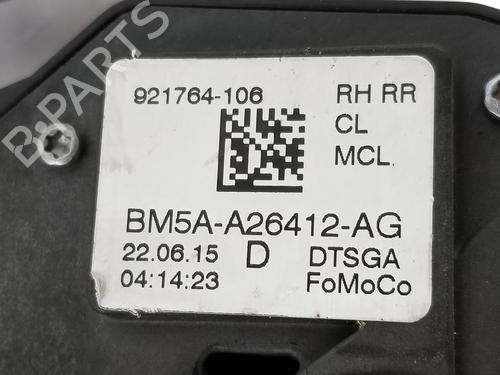 B-PARTS
921764-106 RH RR
CL
MCL.
BM5A-A26412-AG
22.06.15 D DTSGA
04:14:23 FoMoCo